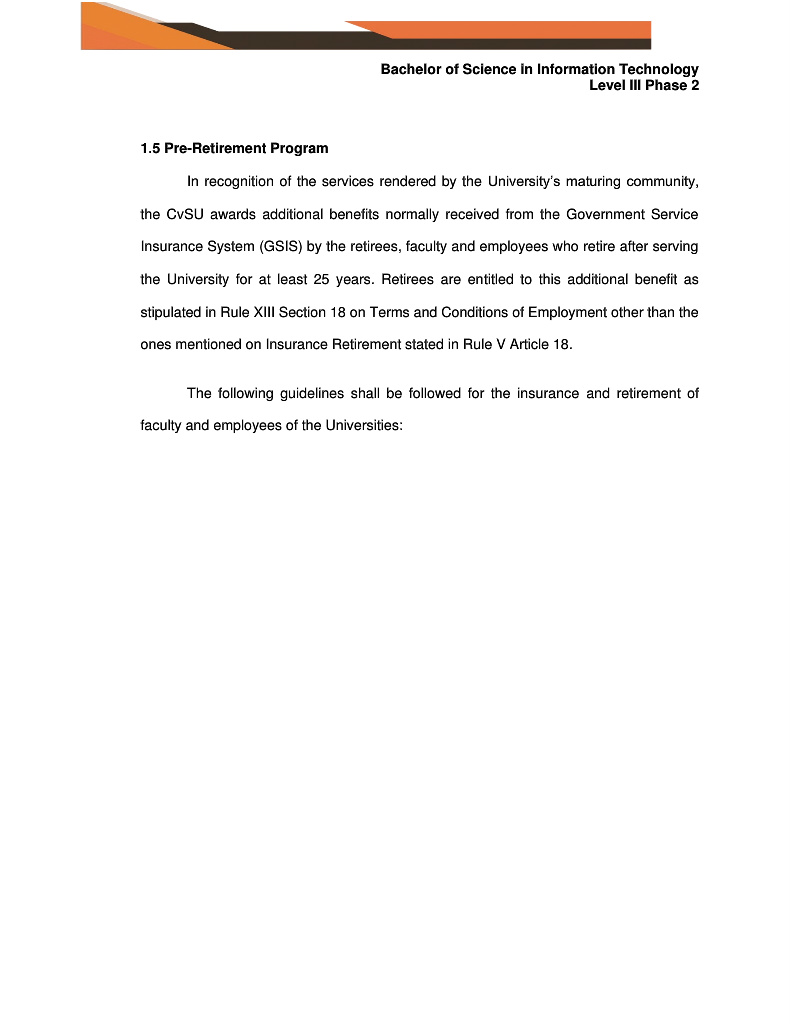 Bachelor of Science in Information Technology
Level III Phase 2
1.5 Pre-Retirement Program
In recognition of the services rendered by the University’s maturing community,
the CvSU awards additional benefits normally received from the Government Service
Insurance System (GSIS) by the retirees, faculty and employees who retire after serving
the University for at least 25 years. Retirees are entitled to this additional benefit as
stipulated in Rule XIII Section 18 on Terms and Conditions of Employment other than the
ones mentioned on Insurance Retirement stated in Rule V Article 18.
The following guidelines shall be followed for the insurance and retirement of
faculty and employees of the Universities: